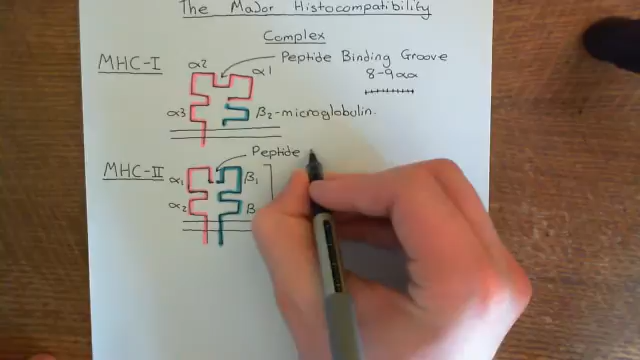 The Major Histocompatibility
Complex
MHC-I
α2
Peptide Binding Groove
α1
8-9aa
α3
β2-microglobulin.
MHC-II
Peptide
α1
β1
α2
β